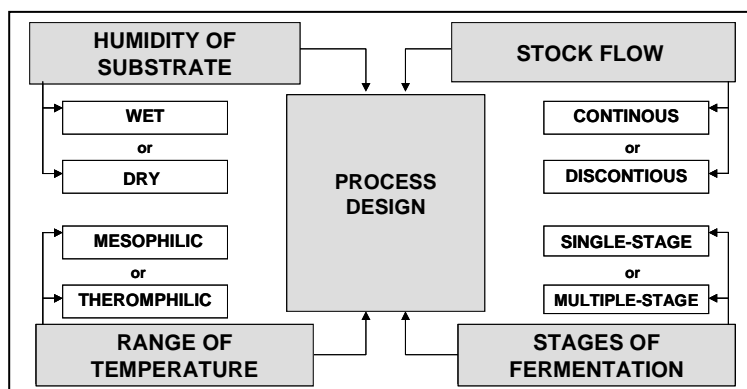 HUMIDITY OF
SUBSTRATE
WET
or
DRY
MESOPHILIC
or
THEROMPHILIC
RANGE OF
TEMPERATURE
PROCESS
DESIGN
STOCK FLOW
CONTINOUS
or
DISCONTIOUS
SINGLE-STAGE
or
MULTIPLE-STAGE
STAGES OF
FERMENTATION